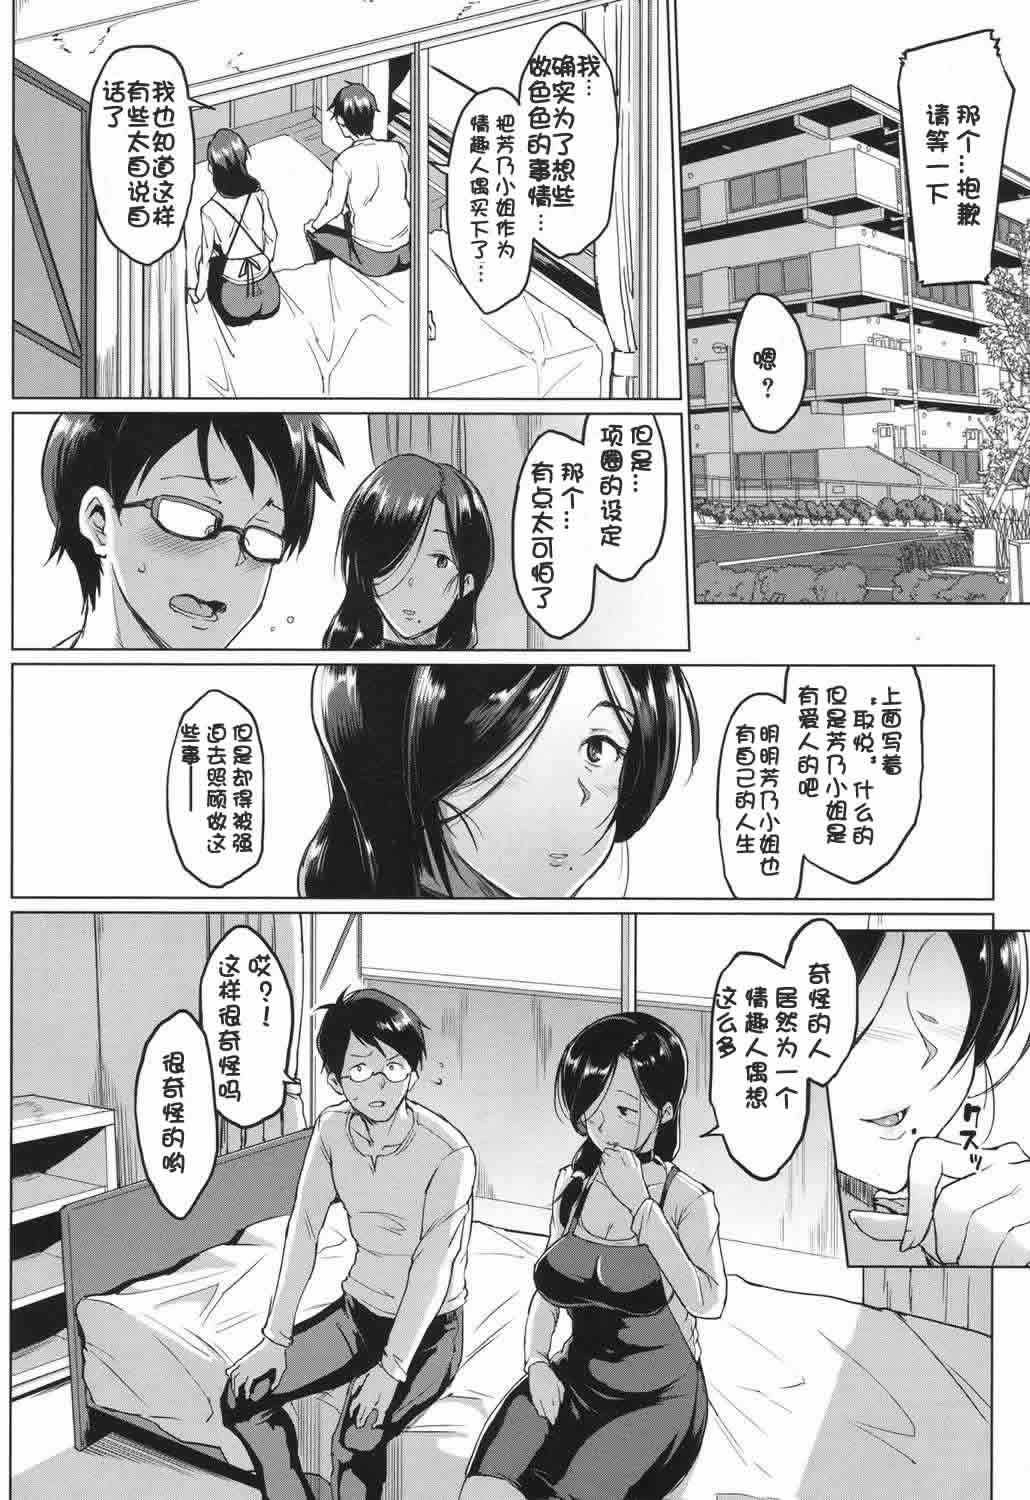 那个…抱歉
请等一下
嗯？
我…
确实为了想些
做色色的事情…
把芳乃小姐作为
情趣人偶买下了…
我也知道这样
有些太自说自
话了
但是…
项圈的设定
那个…
有点太可怕了
上面写着
“取悦”什么的
但是芳乃小姐是
有爱人的吧
明明芳乃小姐也
有自己的人生
但是却得被强
迫去照顾做这
些事——
クスッ
奇怪的人
居然为一个
情趣人偶想
这么多
哎？！
这样很奇怪吗
很奇怪的哟